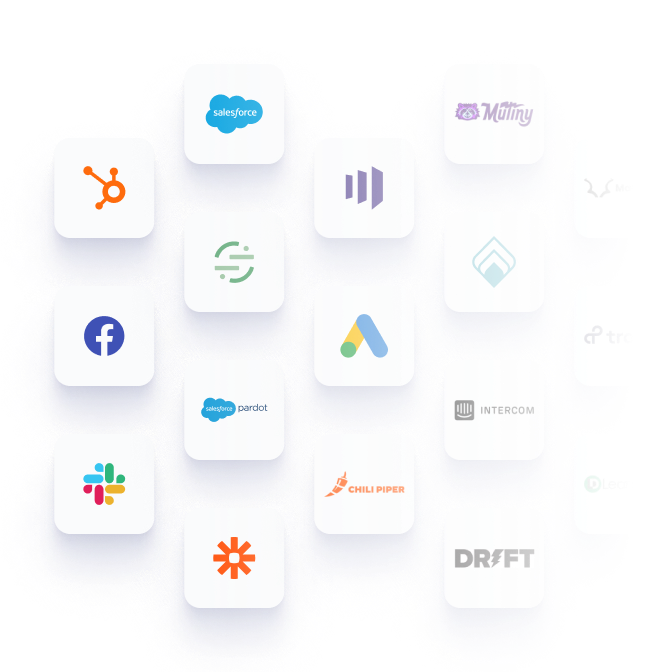 salesforce
Mutiny
salesforce pardot
INTERCOM
CHILI PIPER
DRIFT